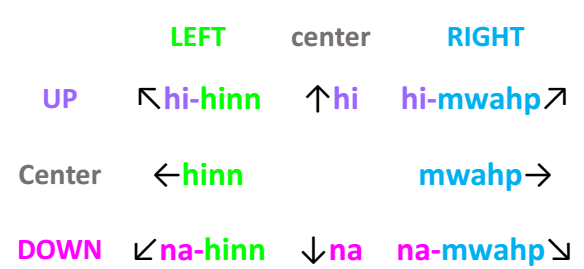 LEFT center RIGHT
UP ↖hi-hinn ↑hi hi-mwahp↗
Center ←hinn mwahp→
DOWN ↙na-hinn ↓na na-mwahp↘